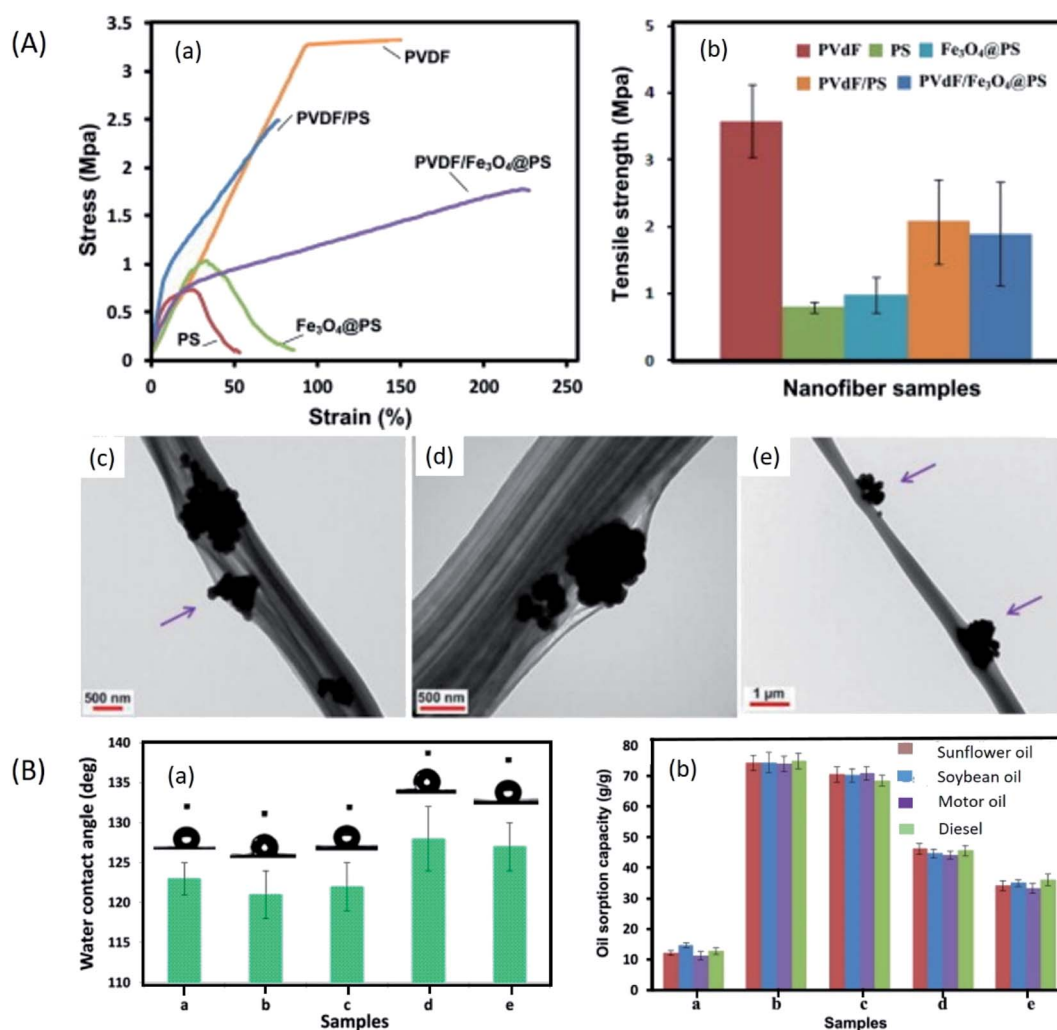 (A)
(a)
3.5
3
2.5
2
1.5
1
0.5
0
Stress (Mpa)
PVDF
PVDF/PS
PVDF/Fe₃O₄@PS
PS
Fe₃O₄@PS
0 50 100 150 200 250
Strain (%)
(b)
5
4
3
2
1
0
Tensile strength (Mpa)
PVdF PS Fe₃O₄@PS
PVdF/PS PVdF/Fe₃O₄@PS
Nanofiber samples
(c)
500 nm
(d)
500 nm
(e)
1 µm
(B)
(a)
140
135
130
125
120
115
110
Water contact angle (deg)
a b c d e
Samples
(b)
80
70
60
50
40
30
20
10
0
Oil sorption capacity (g/g)
Sunflower oil
Soybean oil
Motor oil
Diesel
a b c d e
Samples